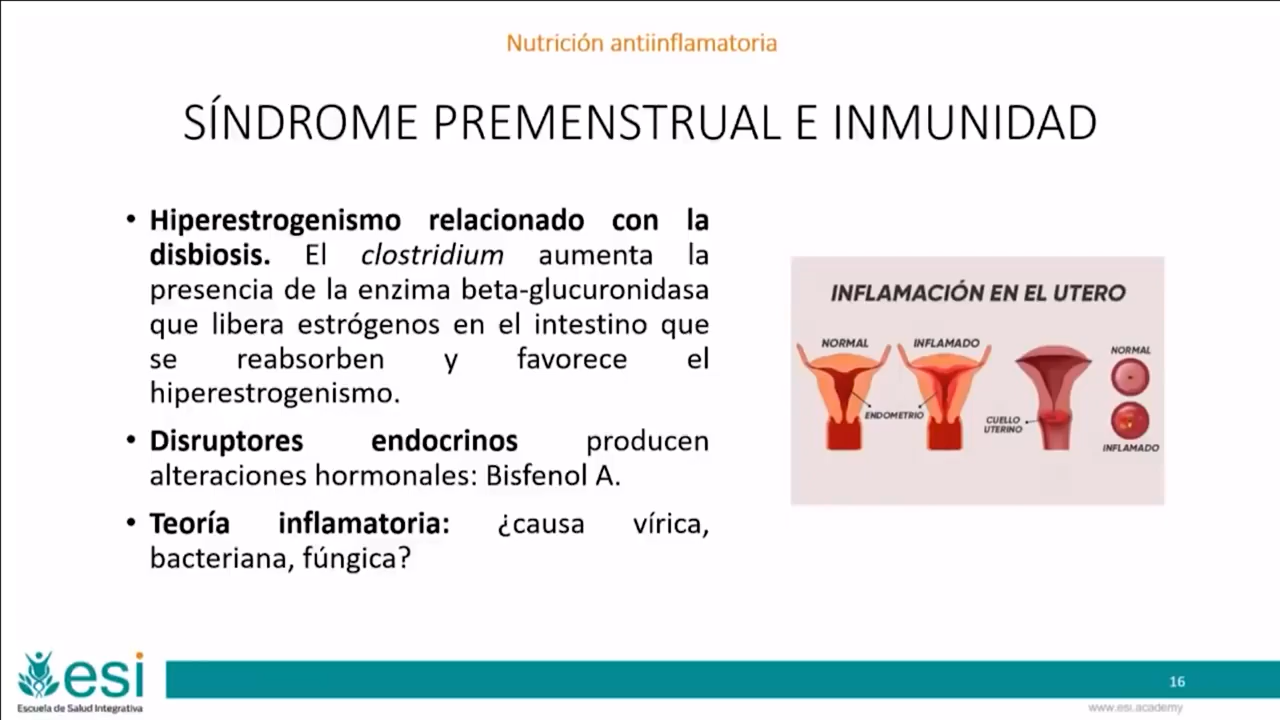 Nutrición antiinflamatoria
SÍNDROME PREMENSTRUAL E INMUNIDAD
• Hiperestrogenismo relacionado con la
disbiosis. El clostridium aumenta la
presencia de la enzima beta-glucuronidasa
que libera estrógenos en el intestino que
se reabsorben y favorece el
hiperestrogenismo.
• Disruptores endocrinos producen
alteraciones hormonales: Bisfenol A.
• Teoría inflamatoria: ¿causa vírica,
bacteriana, fúngica?
INFLAMACIÓN EN EL UTERO
NORMAL
INFLAMADO
ENDOMETRIO
CUELLO
UTERINO
NORMAL
INFLAMADO
esi
Escuela de Salud Integrativa
16
www.esi.academy